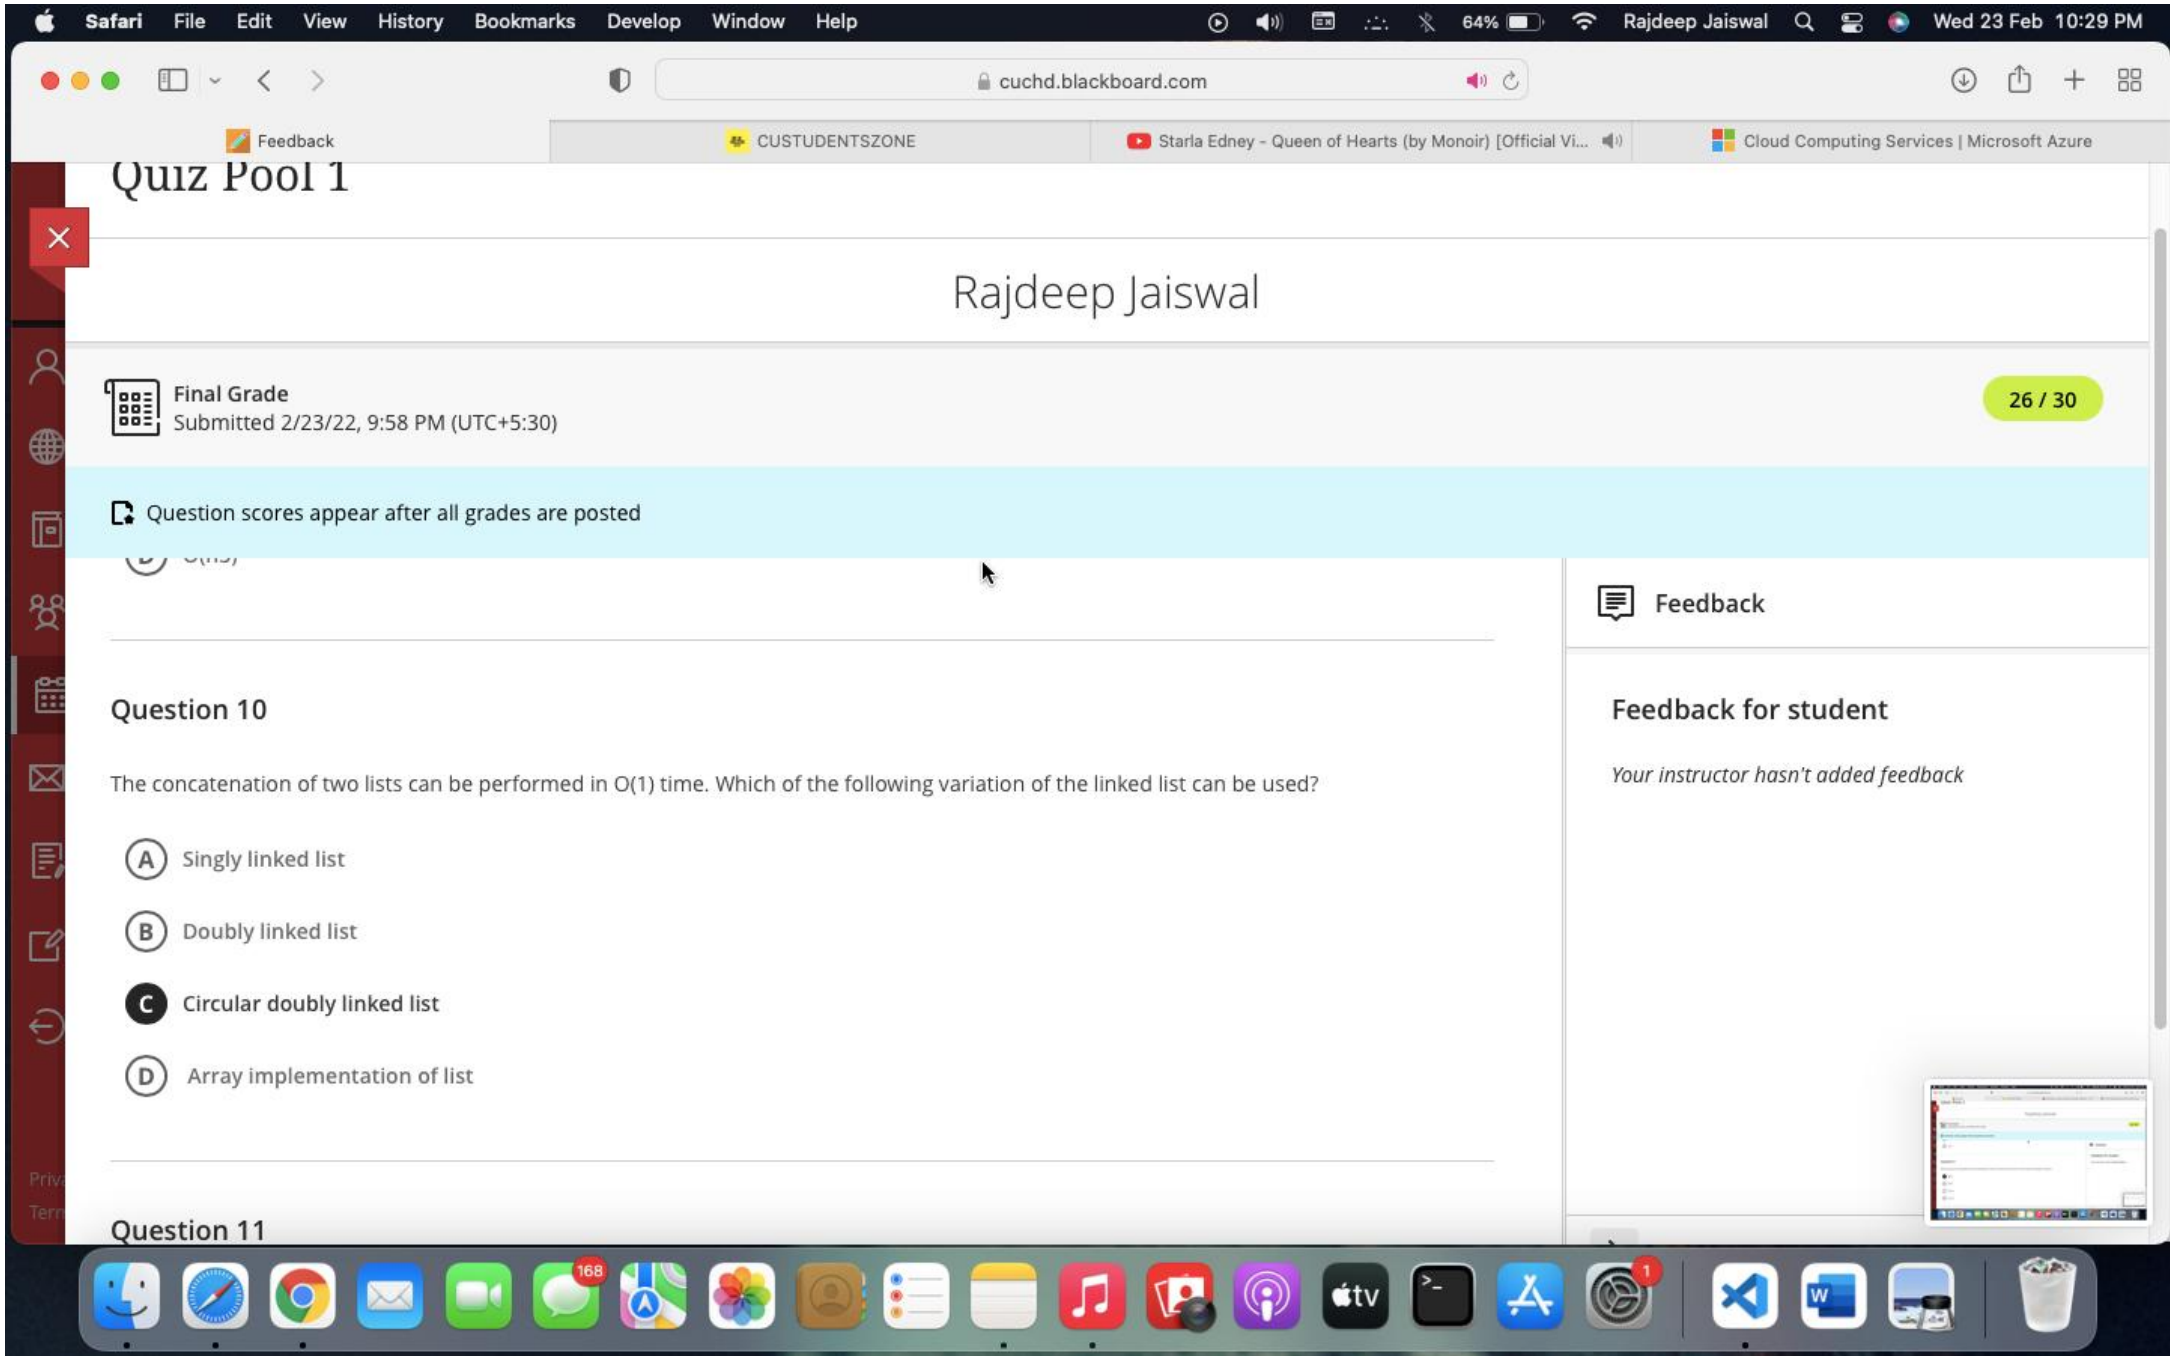 Safari File Edit View History Bookmarks Develop Window Help 64% Rajdeep Jaiswal Wed 23 Feb 10:29 PM
cuchd.blackboard.com
Feedback CUSTUDENTSZONE Starla Edney - Queen of Hearts (by Monoir) [Official Vi... Cloud Computing Services | Microsoft Azure
Quiz Pool 1
Rajdeep Jaiswal
Final Grade
Submitted 2/23/22, 9:58 PM (UTC+5:30)
26 / 30
Question scores appear after all grades are posted
Feedback
Question 10
Feedback for student
The concatenation of two lists can be performed in O(1) time. Which of the following variation of the linked list can be used?
Your instructor hasn't added feedback
A Singly linked list
B Doubly linked list
C Circular doubly linked list
D Array implementation of list
Priva
Term
Question 11
168
1
tv
>_
W